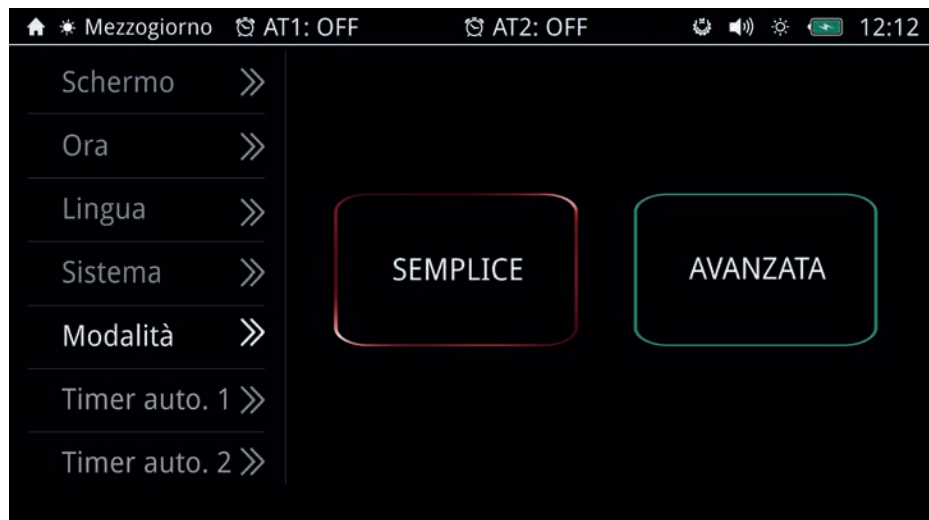 Mezzogiorno AT1: OFF AT2: OFF 12:12
Schermo
Ora
Lingua
Sistema
Modalità
Timer auto. 1
Timer auto. 2
SEMPLICE AVANZATA